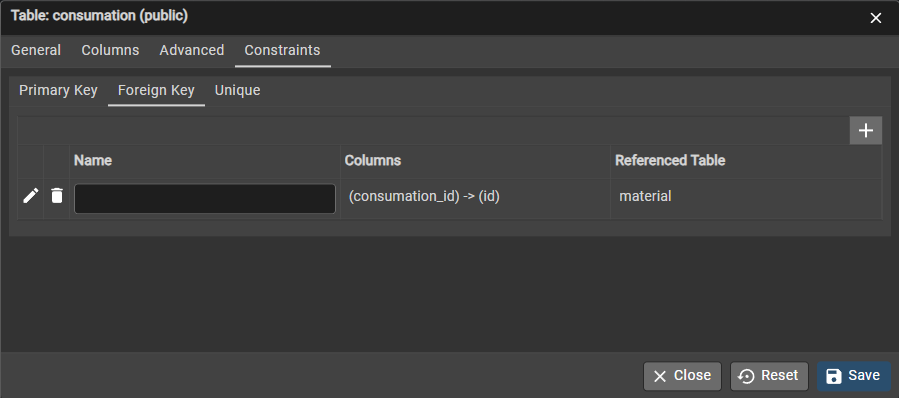 Table: consumation (public)
General Columns Advanced Constraints
Primary Key Foreign Key Unique
Name Columns Referenced Table
(consumation_id) -> (id) material
Close Reset Save